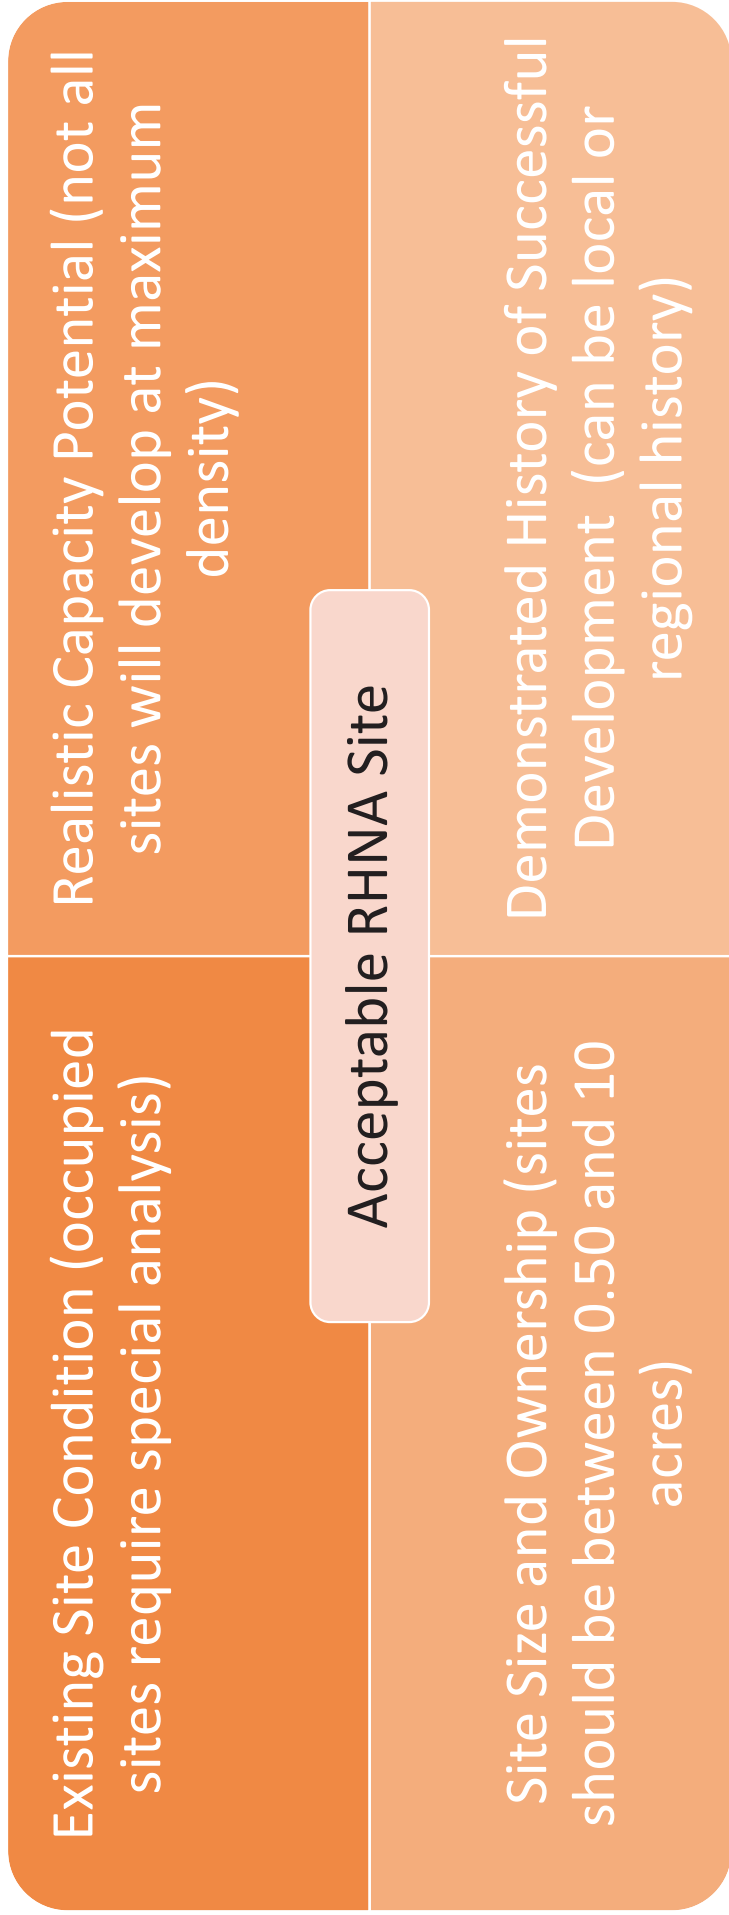 Existing Site Condition (occupied
sites require special analysis)
Realistic Capacity Potential (not all
sites will develop at maximum
density)
Acceptable RHNA Site
Site Size and Ownership (sites
should be between 0.50 and 10
acres)
Demonstrated History of Successful
Development  (can be local or
regional history)